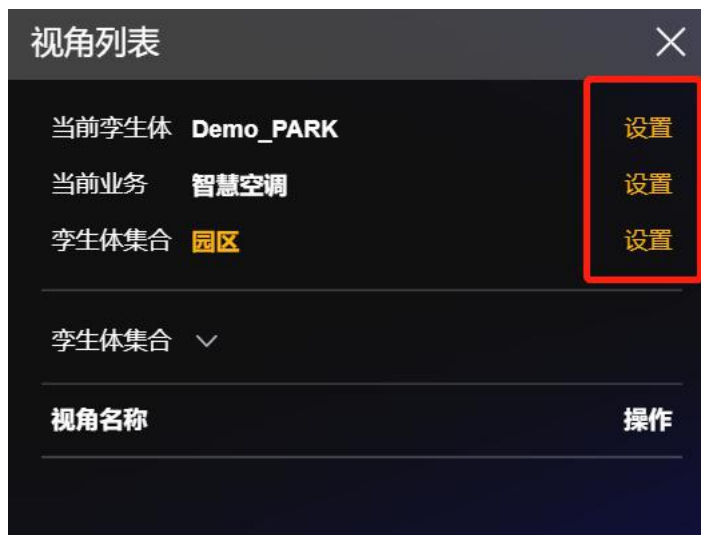 视角列表
当前孪生体 Demo_PARK 设置
当前业务 智慧空调 设置
孪生体集合 园区 设置
孪生体集合
视角名称 操作